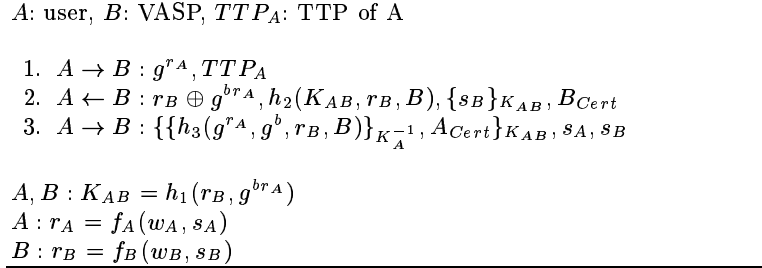 A: user, B: VASP, TTP_A: TTP of A
1. A → B : g^{r_A}, TTP_A
2. A ← B : r_B ⊕ g^{br_A}, h_2(K_{AB}, r_B, B), {s_B}_{K_{AB}}, B_{Cert}
3. A → B : {{h_3(g^{r_A}, g^b, r_B, B)}_{K_A^{-1}}, A_{Cert}}_{K_{AB}}, s_A, s_B
A, B : K_{AB} = h_1(r_B, g^{br_A})
A : r_A = f_A(w_A, s_A)
B : r_B = f_B(w_B, s_B)